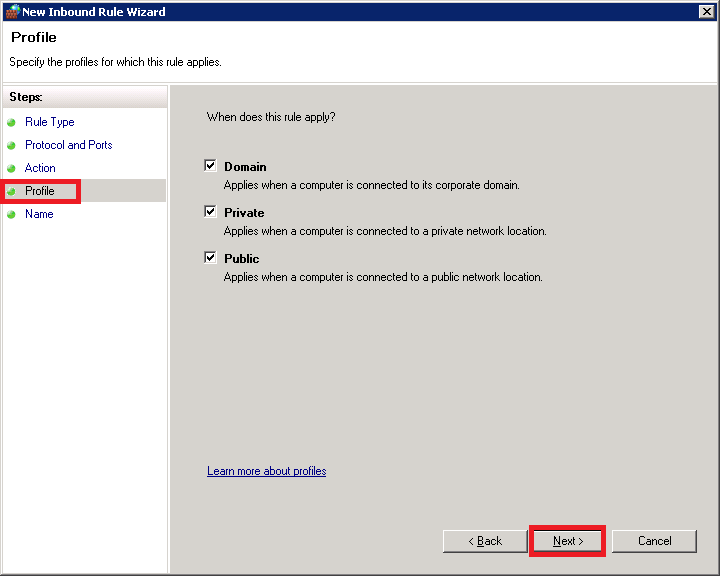 New Inbound Rule Wizard
Profile
Specify the profiles for which this rule applies.
Steps:
Rule Type
Protocol and Ports
Action
Profile
Name
When does this rule apply?
Domain
Applies when a computer is connected to its corporate domain.
Private
Applies when a computer is connected to a private network location.
Public
Applies when a computer is connected to a public network location.
Learn more about profiles
< Back
Next >
Cancel